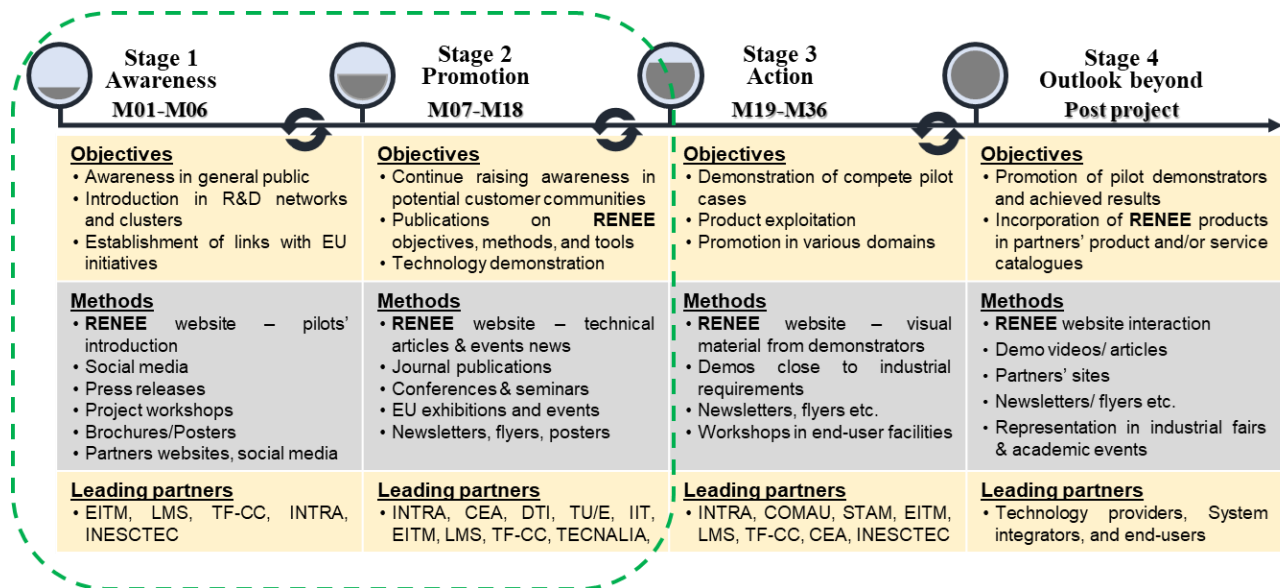 Stage 1
Awareness
M01-M06
Stage 2
Promotion
M07-M18
Stage 3
Action
M19-M36
Stage 4
Outlook beyond
Post project
Objectives
• Awareness in general public
• Introduction in R&D networks
and clusters
• Establishment of links with EU
initiatives
Objectives
• Continue raising awareness in
potential customer communities
• Publications on RENEE
objectives, methods, and tools
• Technology demonstration
Objectives
• Demonstration of compete pilot
cases
• Product exploitation
• Promotion in various domains
Objectives
• Promotion of pilot demonstrators
and achieved results
• Incorporation of RENEE products
in partners' product and/or service
catalogues
Methods
• RENEE website – pilots'
introduction
• Social media
• Press releases
• Project workshops
• Brochures/Posters
• Partners websites, social media
Methods
• RENEE website – technical
articles & events news
• Journal publications
• Conferences & seminars
• EU exhibitions and events
• Newsletters, flyers, posters
Methods
• RENEE website – visual
material from demonstrators
• Demos close to industrial
requirements
• Newsletters, flyers etc.
• Workshops in end-user facilities
Methods
• RENEE website interaction
• Demo videos/ articles
• Partners' sites
• Newsletters/ flyers etc.
• Representation in industrial fairs
& academic events
Leading partners
• EITM, LMS, TF-CC, INTRA,
INESCTEC
Leading partners
• INTRA, CEA, DTI, TU/E, IIT,
EITM, LMS, TF-CC, TECNALIA,
Leading partners
• INTRA, COMAU, STAM, EITM,
LMS, TF-CC, CEA, INESCTEC
Leading partners
• Technology providers, System
integrators, and end-users